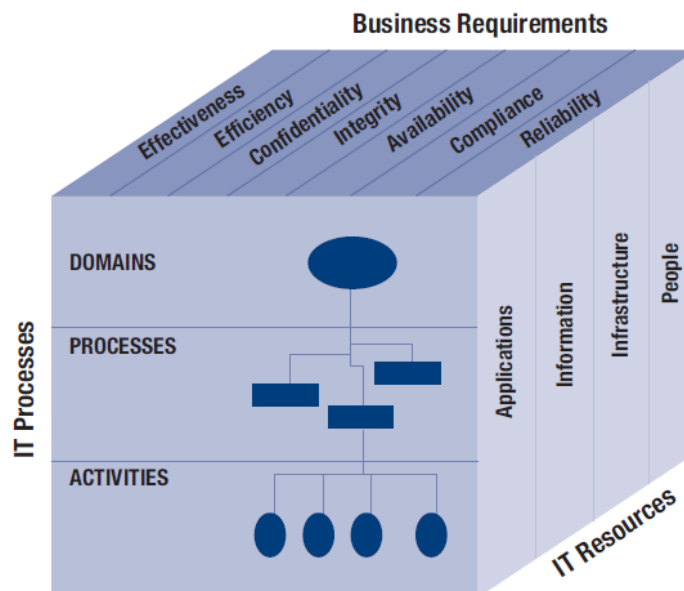 Business Requirements
Effectiveness
Efficiency
Confidentiality
Integrity
Availability
Compliance
Reliability
IT Processes
DOMAINS
PROCESSES
ACTIVITIES
Applications
Information
Infrastructure
People
IT Resources